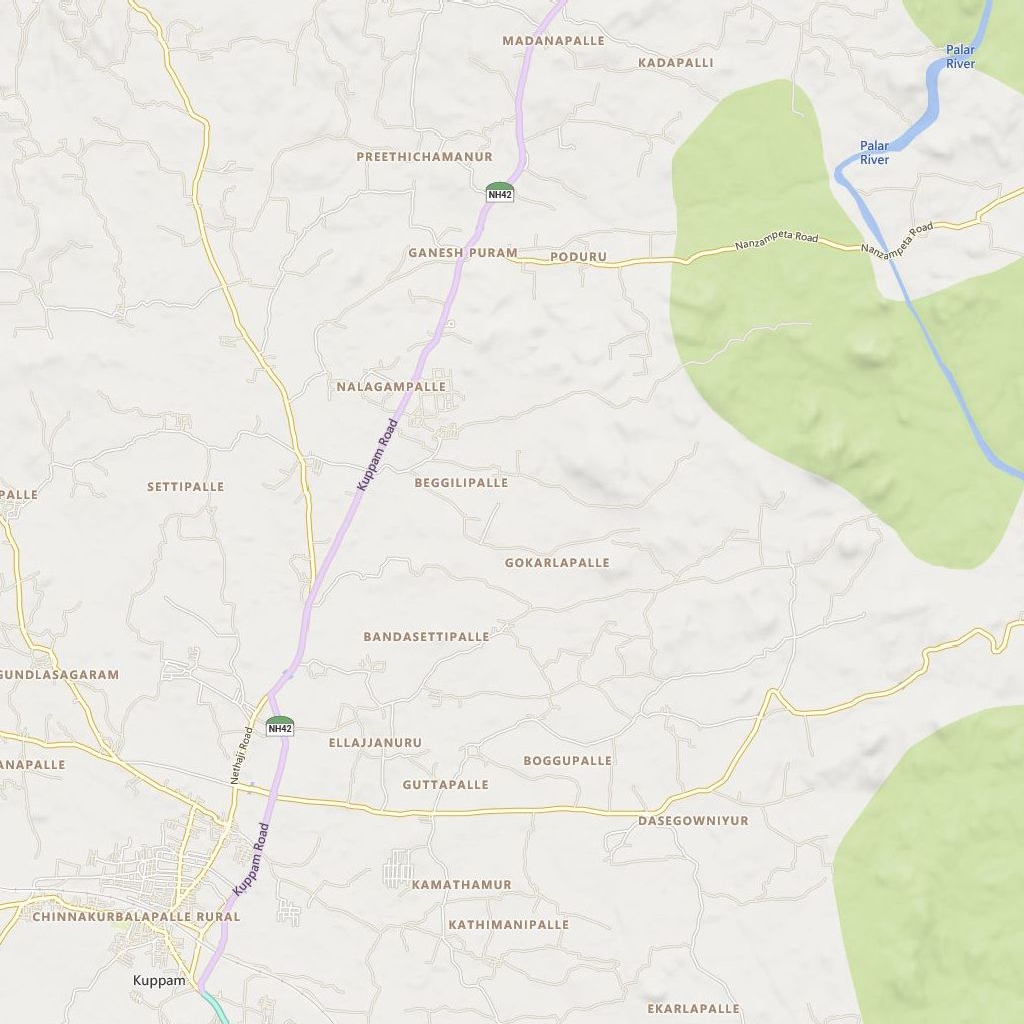 MADANAPALLE
Palar
River
KADAPALLI
Palar
River
PREETHICHAMANUR
NH42
Nanzampeta Road
Nanzampeta Road
GANESH PURAM
PODURU
NALAGAMPALLE
Kuppam Road
BEGGILIPALLE
SETTIPALLE
PALLE
GOKARLAPALLE
BANDASETTIPALLE
GUNDLASAGARAM
NH42
Nethaji Road
ELLAJJANURU
BOGGUPALLE
ANAPALLE
GUTTAPALLE
DASEGOWNIYUR
Kuppam Road
KAMATHAMUR
CHINNAKURBALAPALLE RURAL
KATHIMANIPALLE
Kuppam
EKARLAPALLE